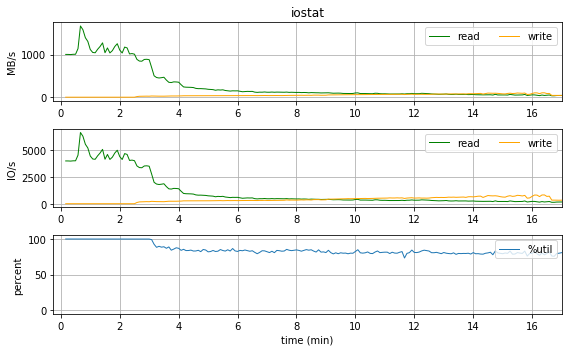 iostat
MB/s
1000
0
read write
0 2 4 6 8 10 12 14 16
IO/s
5000
2500
0
read write
0 2 4 6 8 10 12 14 16
percent
100
50
0
%util
0 2 4 6 8 10 12 14 16
time (min)